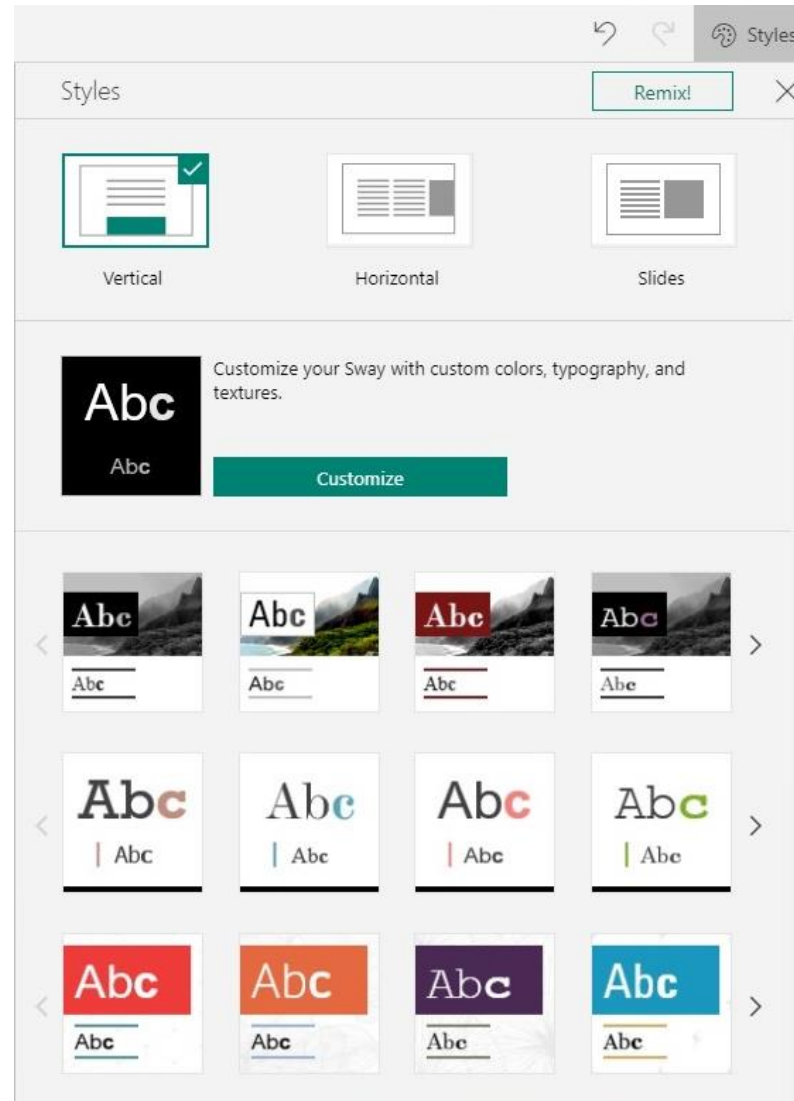 Styles
Styles
Remix!
Vertical
Horizontal
Slides
Abc
Abc
Customize your Sway with custom colors, typography, and
textures.
Customize
Abc Abc Abc Abc
Abc Abc Abc Abc
Abc Abc Abc Abc
Abc Abc Abc Abc
Abc Abc Abc Abc
Abc Abc Abc Abc